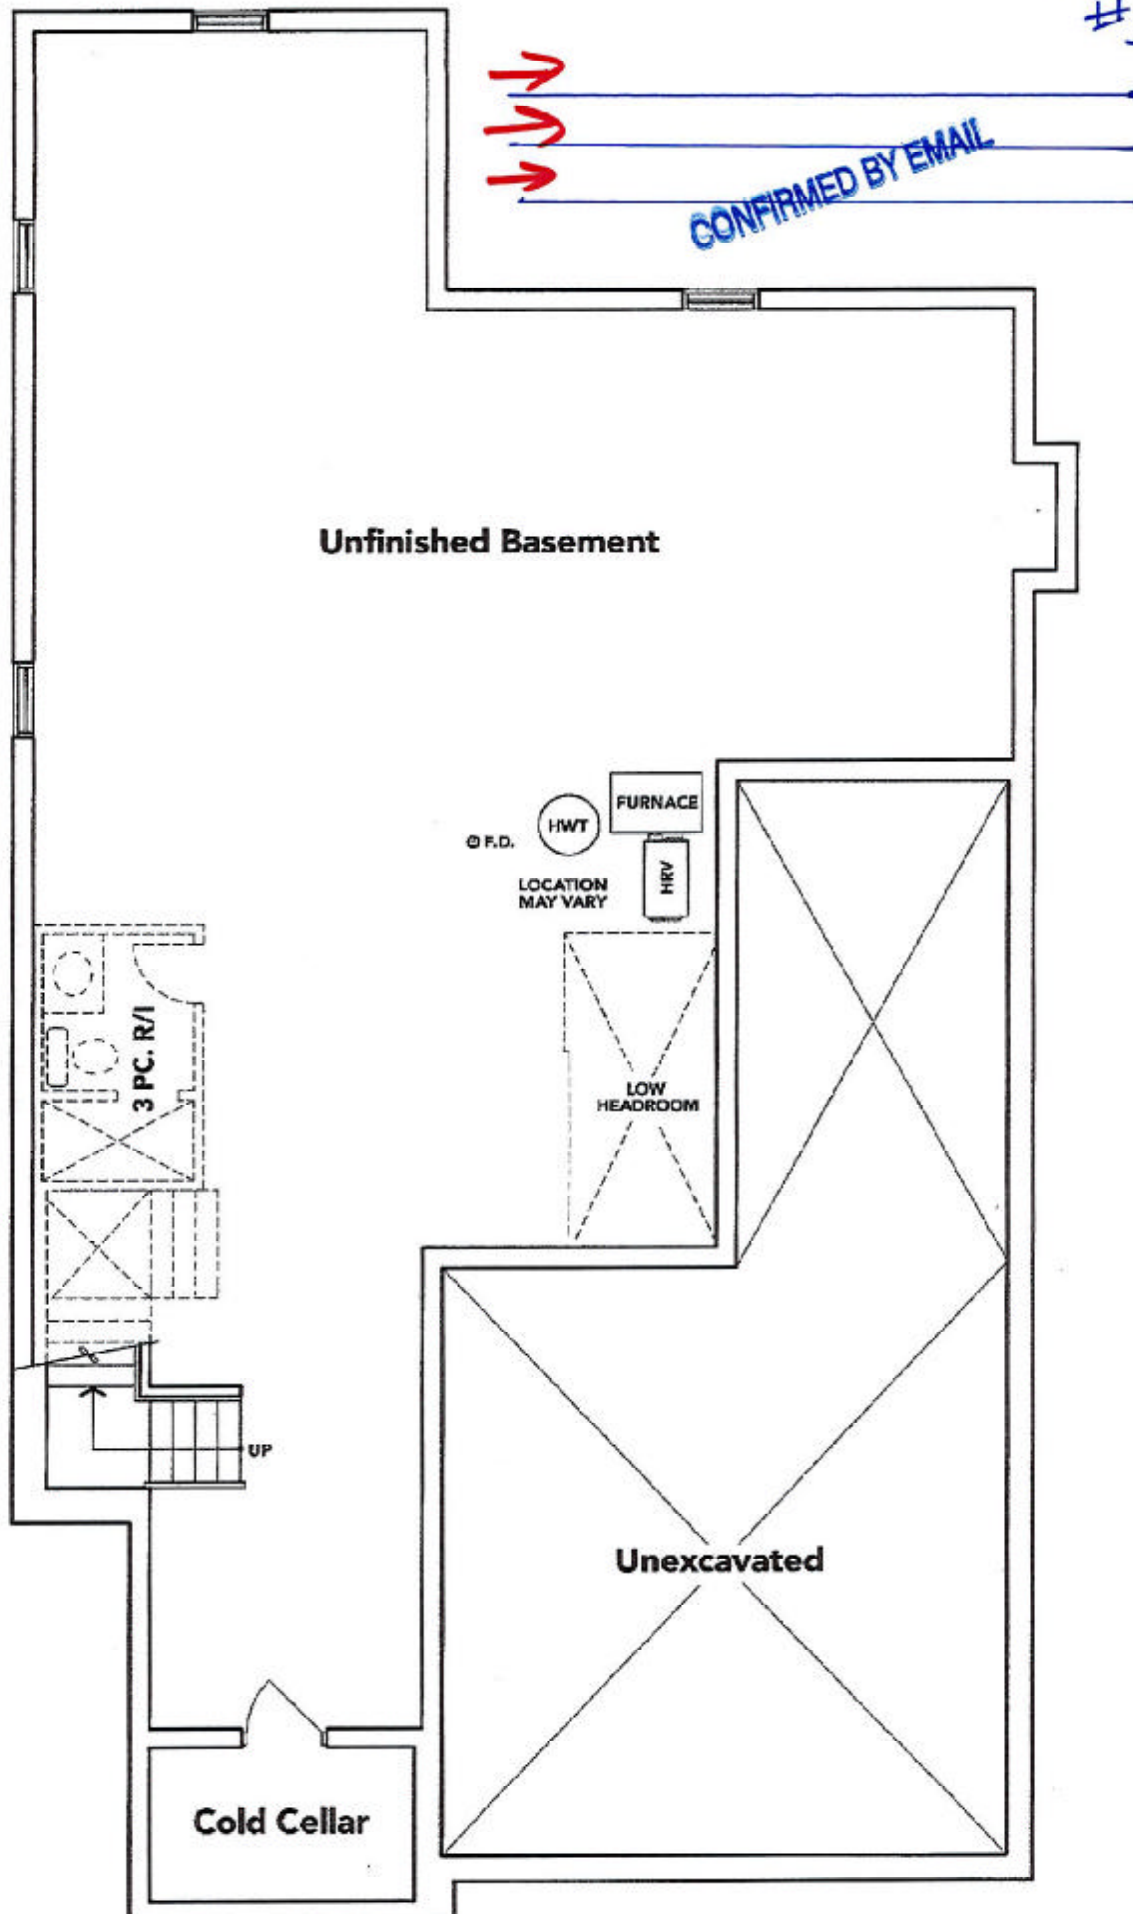 #
CONFIRMED BY EMAIL
Unfinished Basement
FURNACE
HWT
F.D.
HRV
LOCATION
MAY VARY
3 PC. R/I
LOW
HEADROOM
UP
Unexcavated
Cold Cellar